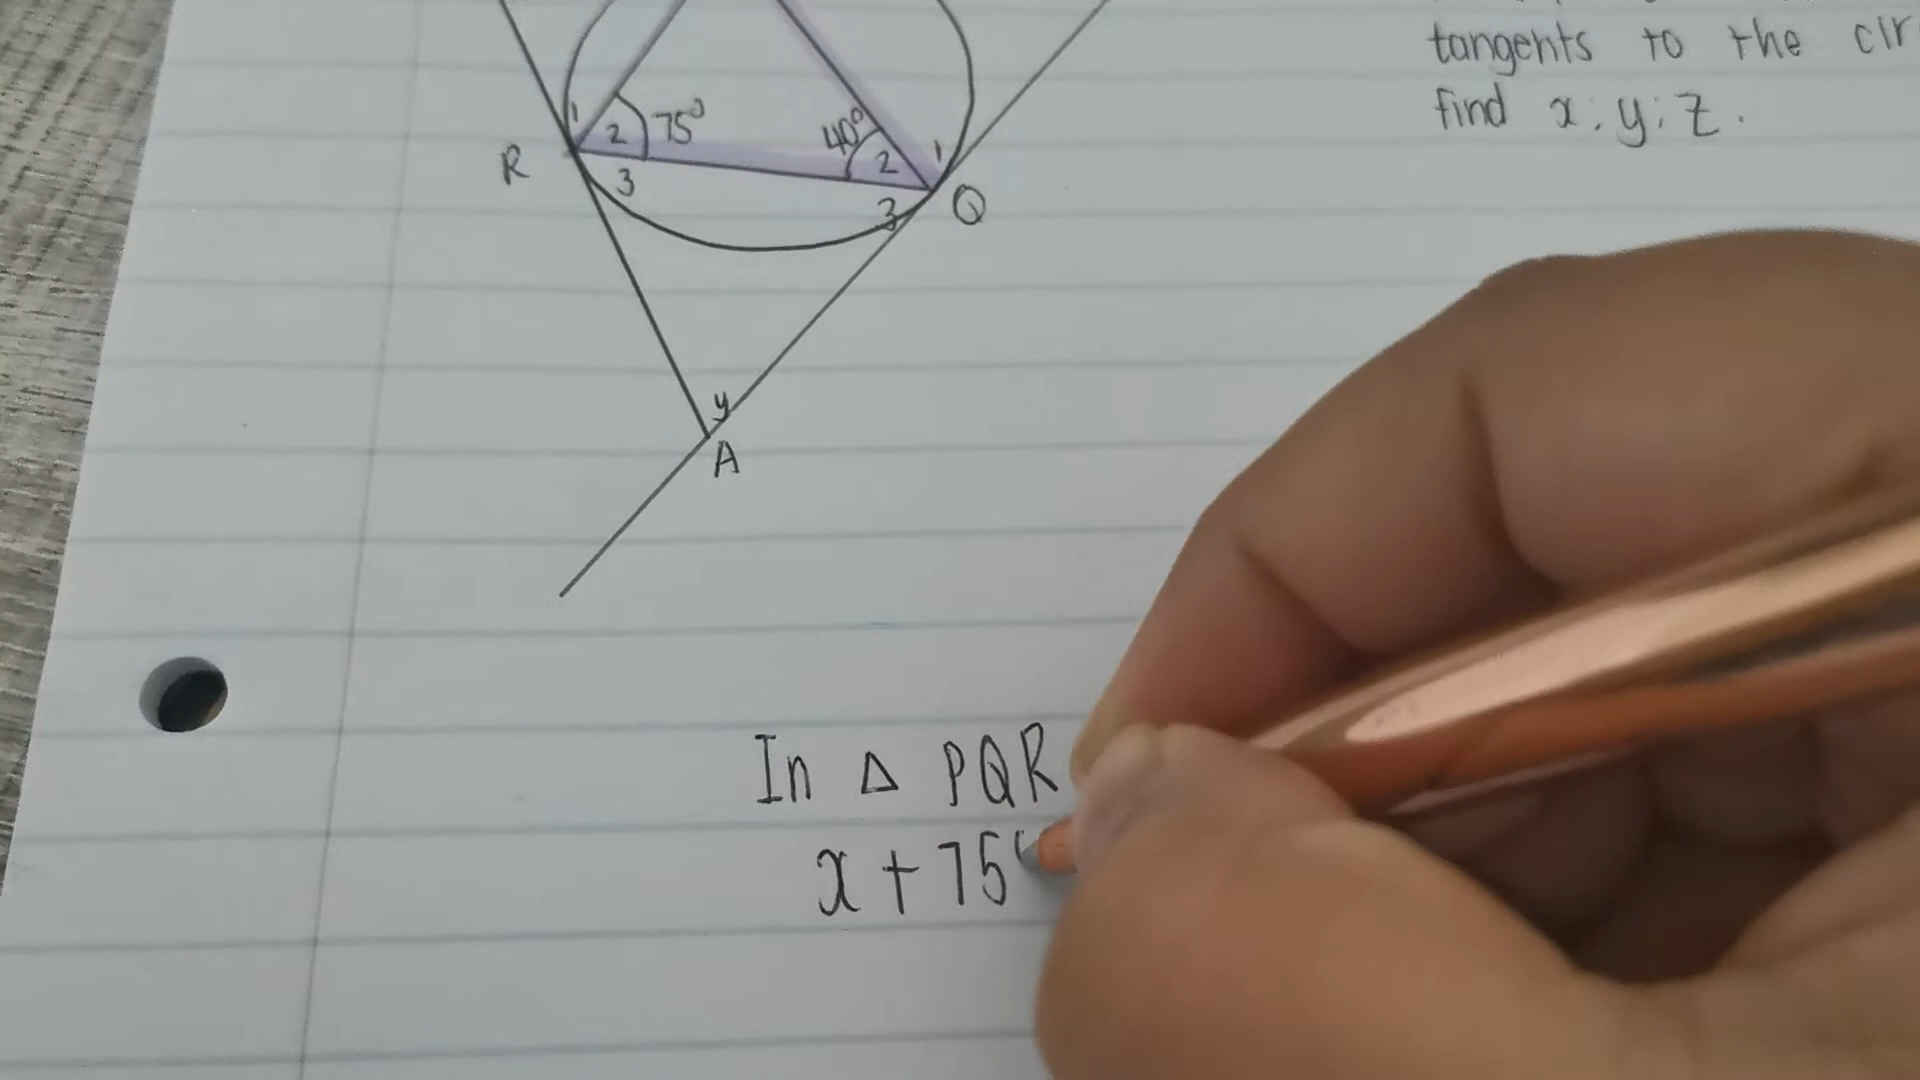 tangents to the cir
find x; y; z.
1
2 75°
40° 2 1
R
3
3 Q
y
A
In △ PQR
x + 75